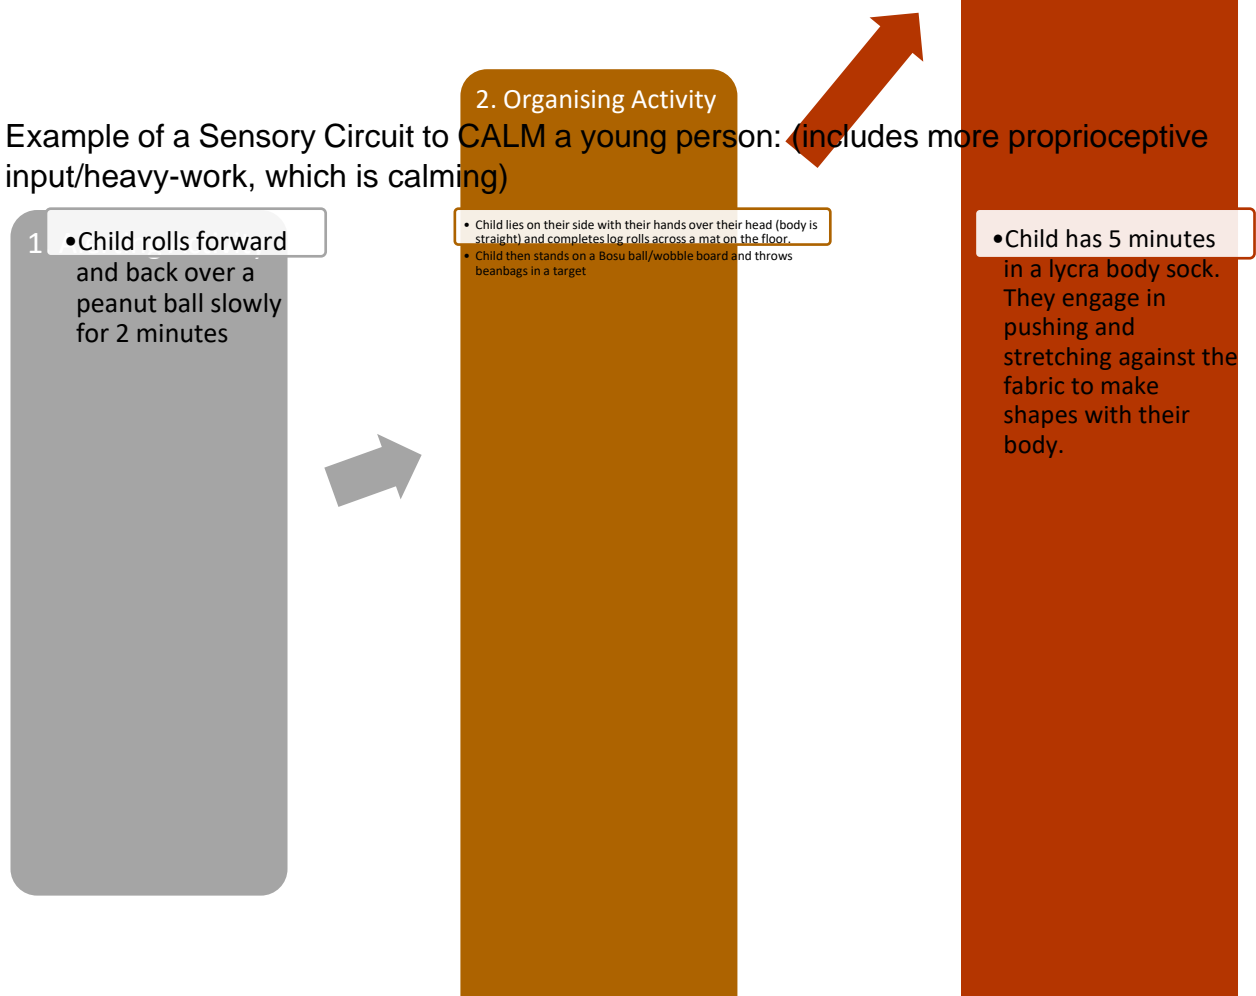 Example of a Sensory Circuit to CALM a young person: (includes more proprioceptive
input/heavy-work, which is calming)
1
•Child rolls forward
and back over a
peanut ball slowly
for 2 minutes
2. Organising Activity
• Child lies on their side with their hands over their head (body is
straight) and completes log rolls across a mat on the floor.
• Child then stands on a Bosu ball/wobble board and throws
beanbags in a target
•Child has 5 minutes
in a lycra body sock.
They engage in
pushing and
stretching against the
fabric to make
shapes with their
body.